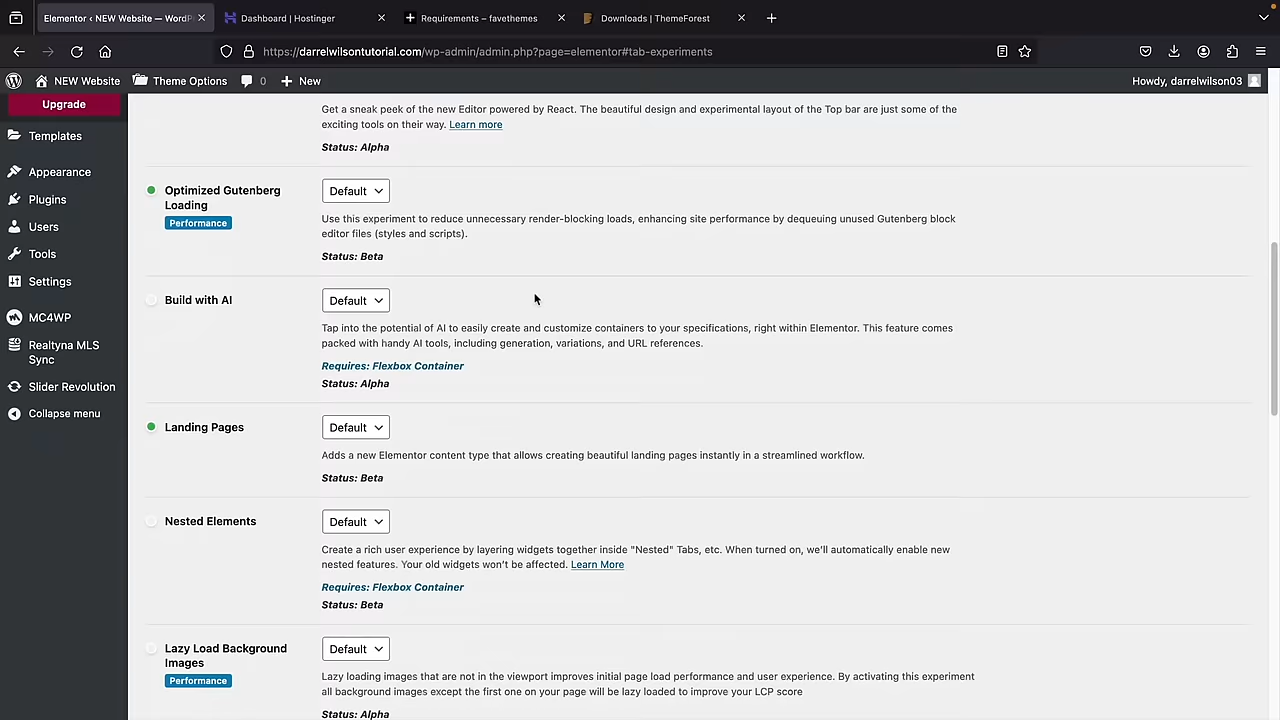 Elementor ‹ NEW Website — WordP
Dashboard | Hostinger
Requirements – favethemes
Downloads | ThemeForest
https://darrelwilsontutorial.com/wp-admin/admin.php?page=elementor#tab-experiments
NEW Website
Theme Options
0
New
Howdy, darrelwilson03
Upgrade
Templates
Appearance
Plugins
Users
Tools
Settings
MC4WP
Realtyna MLS
Sync
Slider Revolution
Collapse menu
Get a sneak peek of the new Editor powered by React. The beautiful design and experimental layout of the Top bar are just some of the
exciting tools on their way. Learn more
Status: Alpha
Optimized Gutenberg
Loading
Performance
Default
Use this experiment to reduce unnecessary render-blocking loads, enhancing site performance by dequeuing unused Gutenberg block
editor files (styles and scripts).
Status: Beta
Build with AI
Default
Tap into the potential of AI to easily create and customize containers to your specifications, right within Elementor. This feature comes
packed with handy AI tools, including generation, variations, and URL references.
Requires: Flexbox Container
Status: Alpha
Landing Pages
Default
Adds a new Elementor content type that allows creating beautiful landing pages instantly in a streamlined workflow.
Status: Beta
Nested Elements
Default
Create a rich user experience by layering widgets together inside "Nested" Tabs, etc. When turned on, we’ll automatically enable new
nested features. Your old widgets won’t be affected. Learn More
Requires: Flexbox Container
Status: Beta
Lazy Load Background
Images
Performance
Default
Lazy loading images that are not in the viewport improves initial page load performance and user experience. By activating this experiment
all background images except the first one on your page will be lazy loaded to improve your LCP score
Status: Alpha